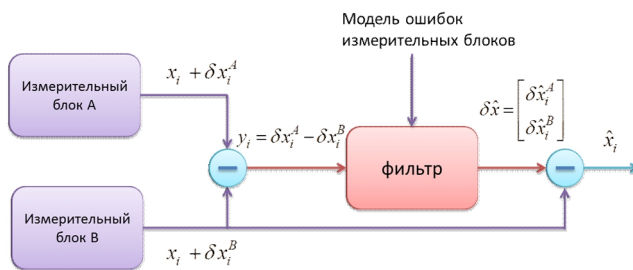 Модель ошибок
измерительных блоков
Измерительный
блок А
x_i + δx_i^A
y_i = δx_i^A − δx_i^B
−
фильтр
δx̂ = [δx̂_i^A
δx̂_i^B]
−
x̂_i
Измерительный
блок В
x_i + δx_i^B